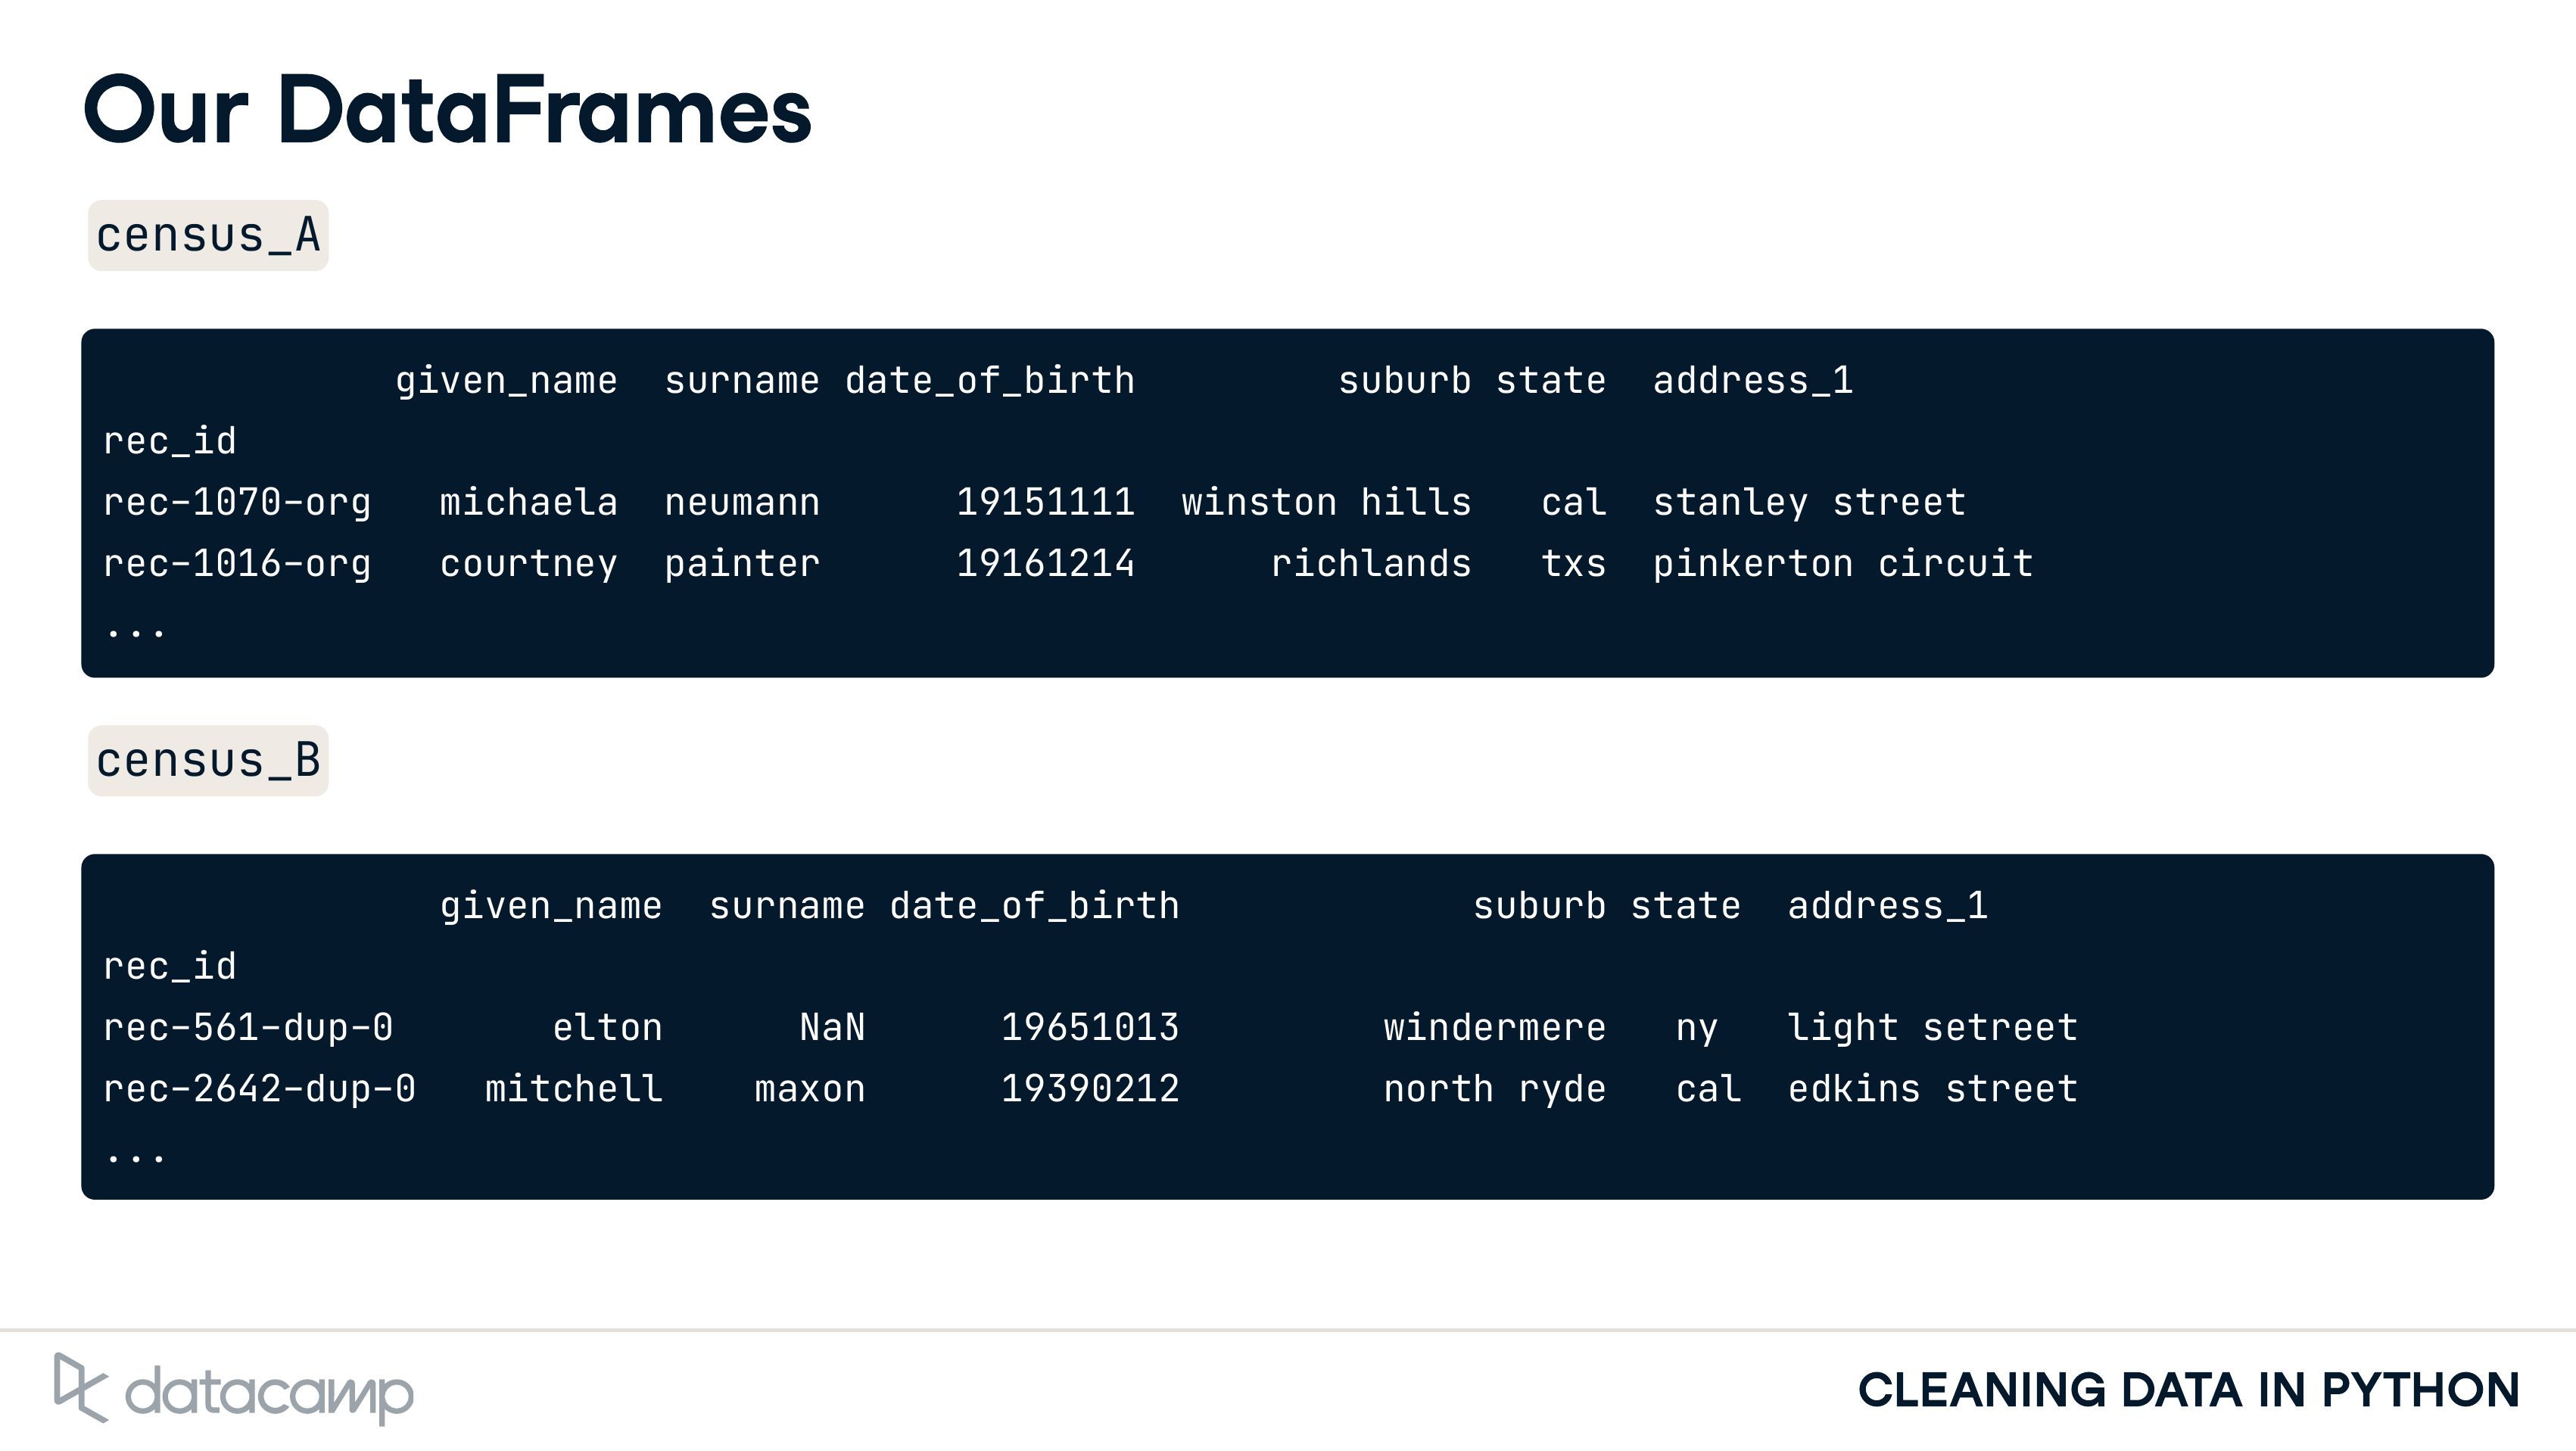 Our DataFrames
census_A
given_name  surname date_of_birth         suburb state  address_1
rec_id
rec-1070-org   michaela  neumann      19151111  winston hills   cal  stanley street
rec-1016-org   courtney  painter      19161214      richlands   txs  pinkerton circuit
...
census_B
given_name  surname date_of_birth             suburb state  address_1
rec_id
rec-561-dup-0       elton      NaN        19651013         windermere   ny   light setreet
rec-2642-dup-0   mitchell    maxon        19390212         north ryde   cal  edkins street
...
datacamp
CLEANING DATA IN PYTHON